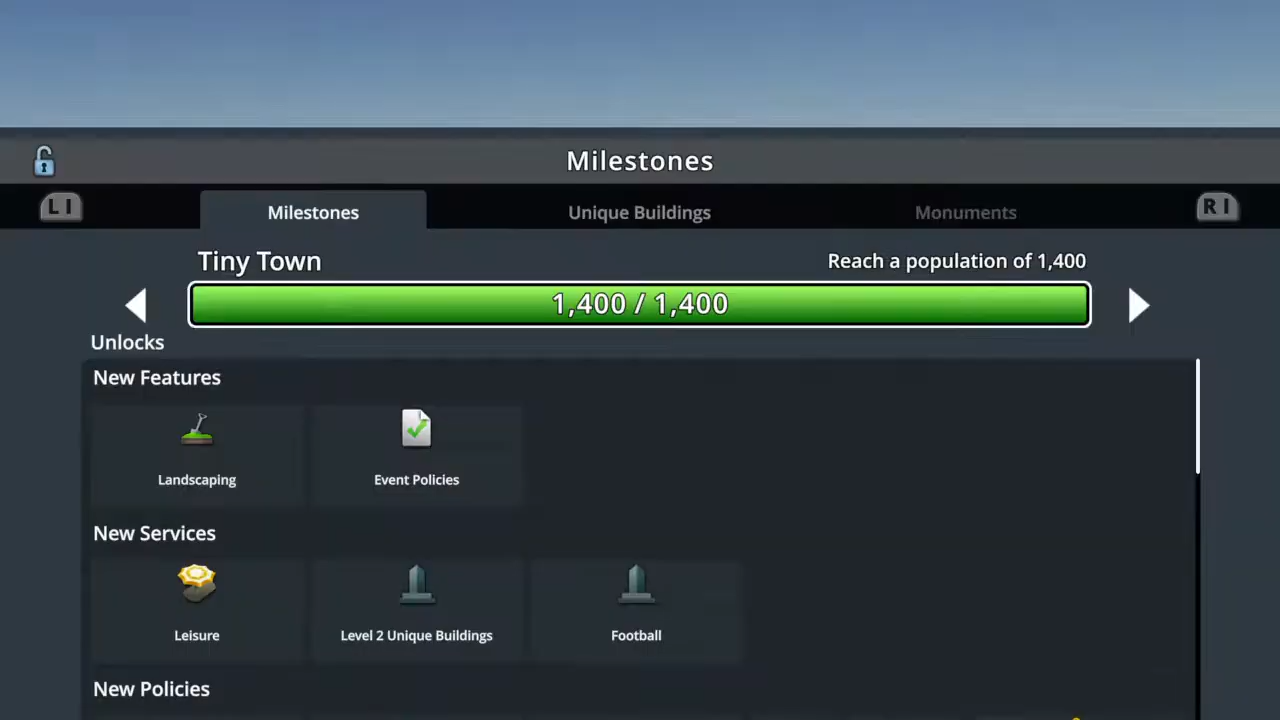 Milestones
L1
Milestones
Unique Buildings
Monuments
R1
Tiny Town
Reach a population of 1,400
1,400 / 1,400
Unlocks
New Features
Landscaping
Event Policies
New Services
Leisure
Level 2 Unique Buildings
Football
New Policies